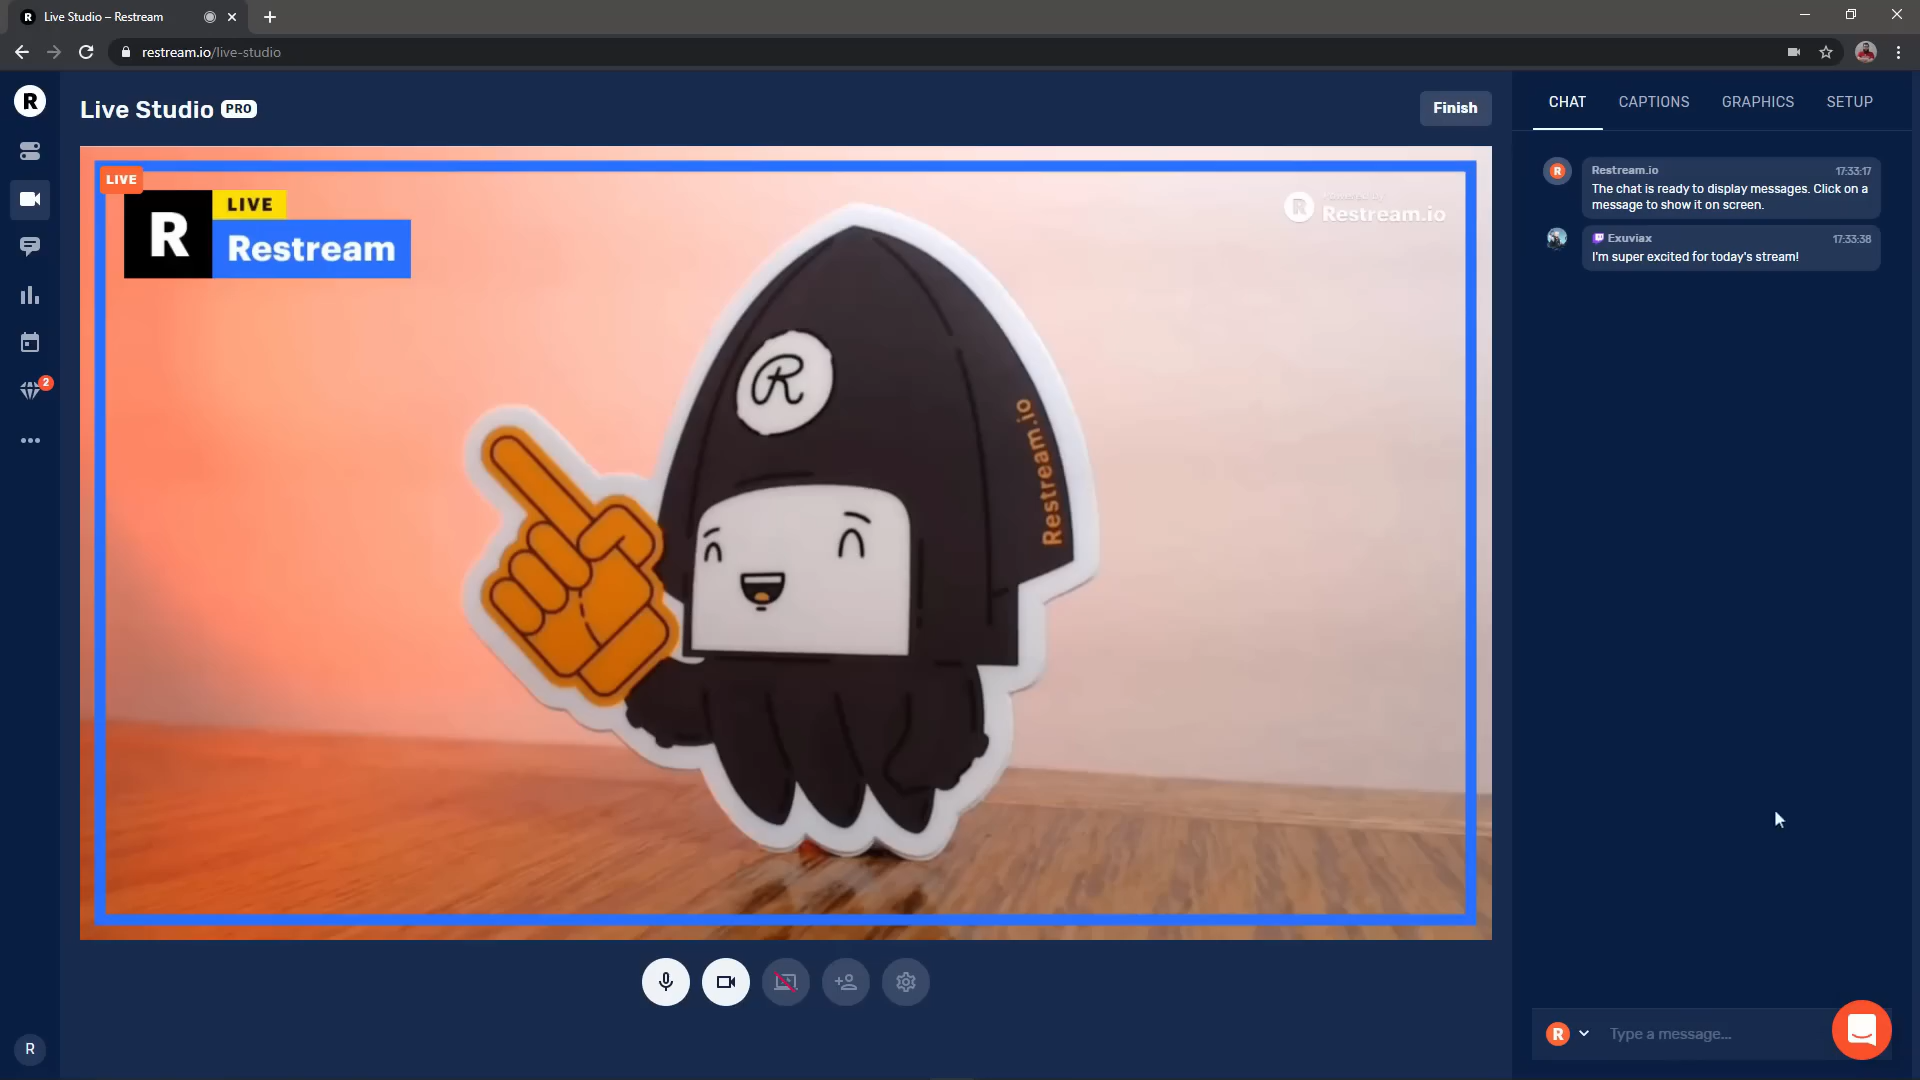 Live Studio – Restream
restream.io/live-studio
R
Live Studio PRO
Finish
CHAT CAPTIONS GRAPHICS SETUP
LIVE
LIVE
R
Restream
Powered by
R Restream.io
R
Restream.io
R
Restream.io 17:33:17
The chat is ready to display messages. Click on a
message to show it on screen.
Exuviax 17:33:38
I'm super excited for today's stream!
2
R
R
Type a message...